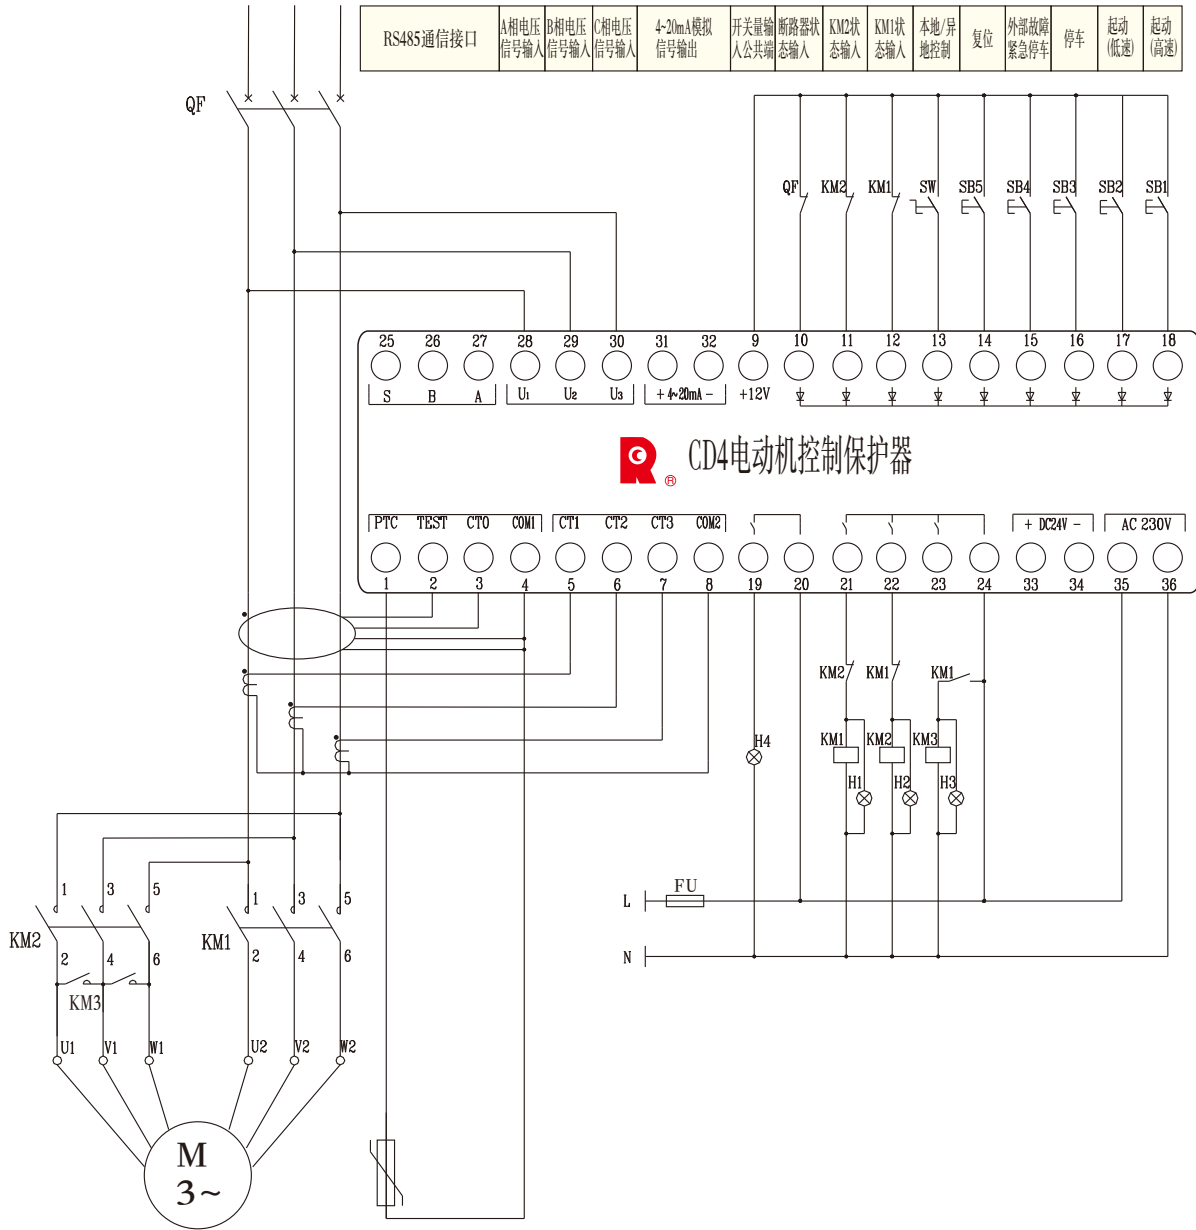 RS485通信接口
A相电压
信号输入
B相电压
信号输入
C相电压
信号输入
4~20mA模拟
信号输出
开关量输
入公共端
断路器状
态输入
KM2状
态输入
KM1状
态输入
本地/异
地控制
复位
外部故障
紧急停车
停车
起动
(低速)
起动
(高速)
QF
QF KM2 KM1 SW SB5 SB4 SB3 SB2 SB1
25 26 27 28 29 30 31 32 9 10 11 12 13 14 15 16 17 18
S B A U1 U2 U3 + 4~20mA - +12V
R ® CD4电动机控制保护器
PTC TEST CT0 COM1 CT1 CT2 CT3 COM2 + DC24V - AC 230V
1 2 3 4 5 6 7 8 19 20 21 22 23 24 33 34 35 36
KM2 KM1 KM1
H4 KM1 KM2 KM3
H1 H2 H3
1 3 5 1 3 5
L FU
KM2 KM1
2 4 6 2 4 6
N
KM3
U1 V1 W1 U2 V2 W2
M
3~